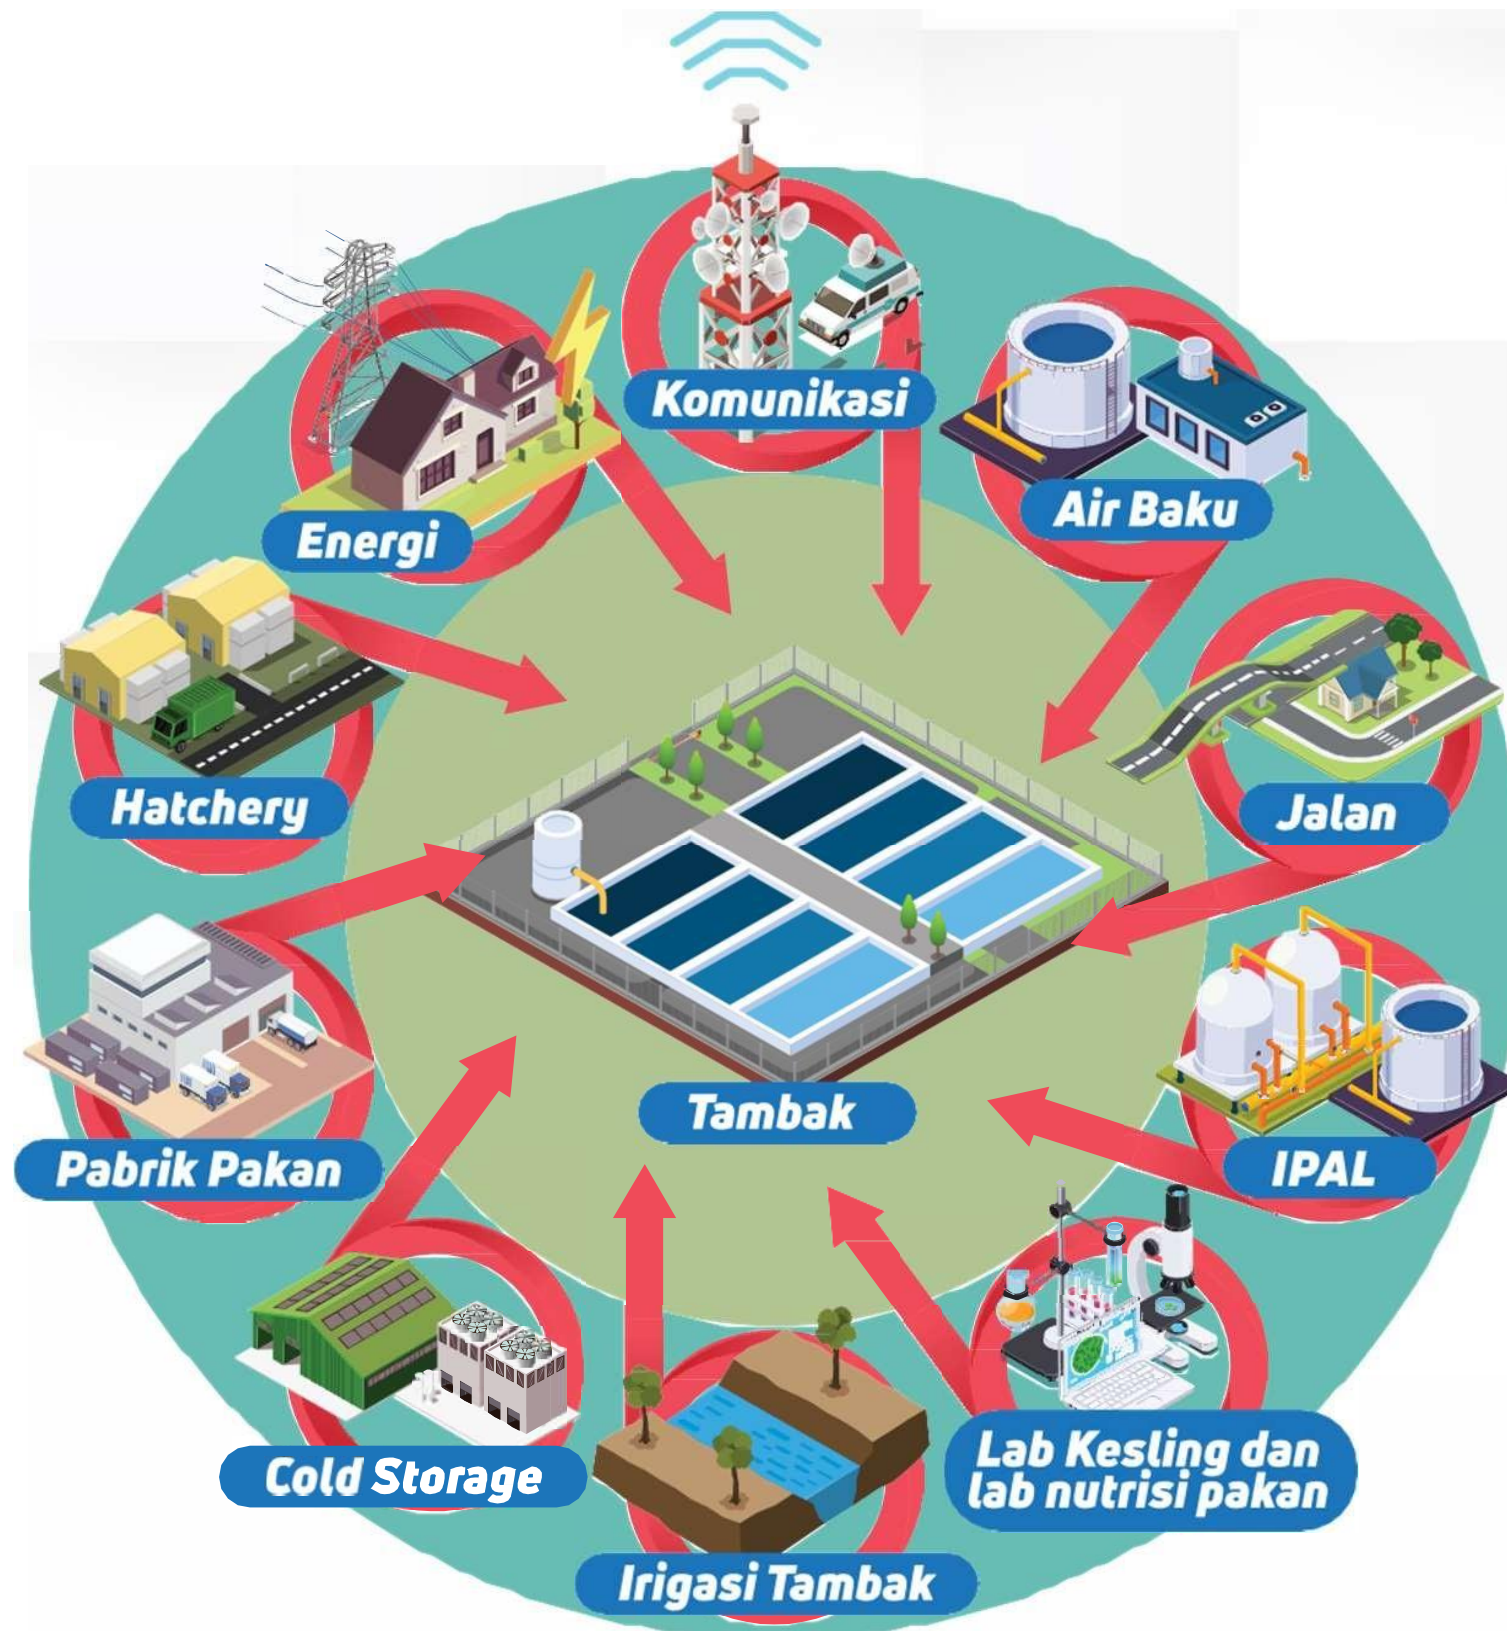 Komunikasi
Energi
Air Baku
Hatchery
Jalan
Tambak
Pabrik Pakan
IPAL
Cold Storage
Lab Kesling dan
lab nutrisi pakan
Irigasi Tambak